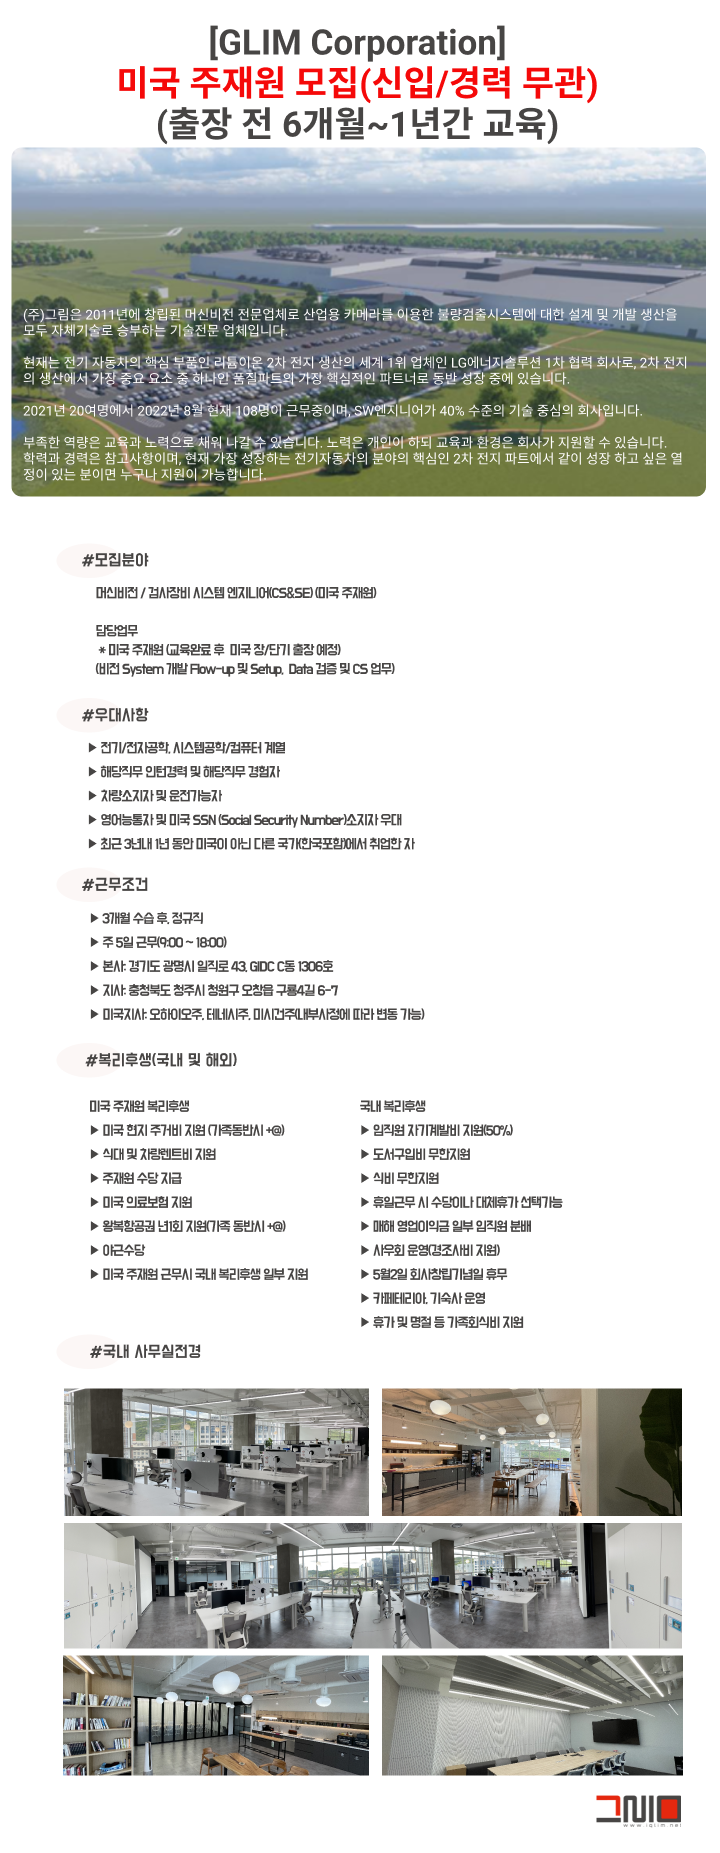 [GLIM Corporation]
미국 주재원 모집(신입/경력 무관)
(출장 전 6개월~1년간 교육)
(주)그림은 2011년에 창립된 머신비전 전문업체로 산업용 카메라를 이용한 불량검출시스템에 대한 설계 및 개발 생산을
모두 자체기술로 승부하는 기술전문 업체입니다.
현재는 전기 자동차의 핵심 부품인 리튬이온 2차 전지 생산의 세계 1위 업체인 LG에너지솔루션 1차 협력 회사로, 2차 전지
의 생산에서 가장 중요 요소 중 하나인 품질파트의 가장 핵심적인 파트너로 동반 성장 중에 있습니다.
2021년 20여명에서 2022년 8월 현재 108명이 근무중이며, SW엔지니어가 40% 수준의 기술 중심의 회사입니다.
부족한 역량은 교육과 노력으로 채워 나갈 수 있습니다. 노력은 개인이 하되 교육과 환경은 회사가 지원할 수 있습니다.
학력과 경력은 참고사항이며, 현재 가장 성장하는 전기자동차의 분야의 핵심인 2차 전지 파트에서 같이 성장 하고 싶은 열
정이 있는 분이면 누구나 지원이 가능합니다.
#모집분야
머신비전 / 검사장비 시스템 엔지니어(CS&SE) (미국 주재원)
담당업무
* 미국 주재원 (교육완료 후 미국 장/단기 출장 예정)
(비전 System 개발 Flow-up 및 Setup, Data 검증 및 CS 업무)
#우대사항
▶ 전기/전자공학, 시스템공학/컴퓨터 계열
▶ 해당직무 인턴경력 및 해당직무 경험자
▶ 차량소지자 및 운전가능자
▶ 영어능통자 및 미국 SSN (Social Security Number)소지자 우대
▶ 최근 3년내 1년 동안 미국이 아닌 다른 국가(한국포함)에서 취업한 자
#근무조건
▶ 3개월 수습 후, 정규직
▶ 주 5일 근무(9:00 ~ 18:00)
▶ 본사: 경기도 광명시 일직로 43, GIDC C동 1306호
▶ 지사: 충청북도 청주시 청원구 오창읍 구룡4길 6-7
▶ 미국지사: 오하이오주, 테네시주, 미시건주(내부사정에 따라 변동 가능)
#복리후생(국내 및 해외)
미국 주재원 복리후생
▶ 미국 현지 주거비 지원 (가족동반시 +@)
▶ 식대 및 차량렌트비 지원
▶ 주재원 수당 지급
▶ 미국 의료보험 지원
▶ 왕복항공권 년1회 지원(가족 동반시 +@)
▶ 야근수당
▶ 미국 주재원 근무시 국내 복리후생 일부 지원
국내 복리후생
▶ 임직원 자기계발비 지원(50%)
▶ 도서구입비 무한지원
▶ 식비 무한지원
▶ 휴일근무 시 수당이나 대체휴가 선택가능
▶ 매해 영업이익금 일부 임직원 분배
▶ 사우회 운영(경조사비 지원)
▶ 5월2일 회사창립기념일 휴무
▶ 카페테리아, 기숙사 운영
▶ 휴가 및 명절 등 가족회식비 지원
#국내 사무실전경
그림
www.iglim.net